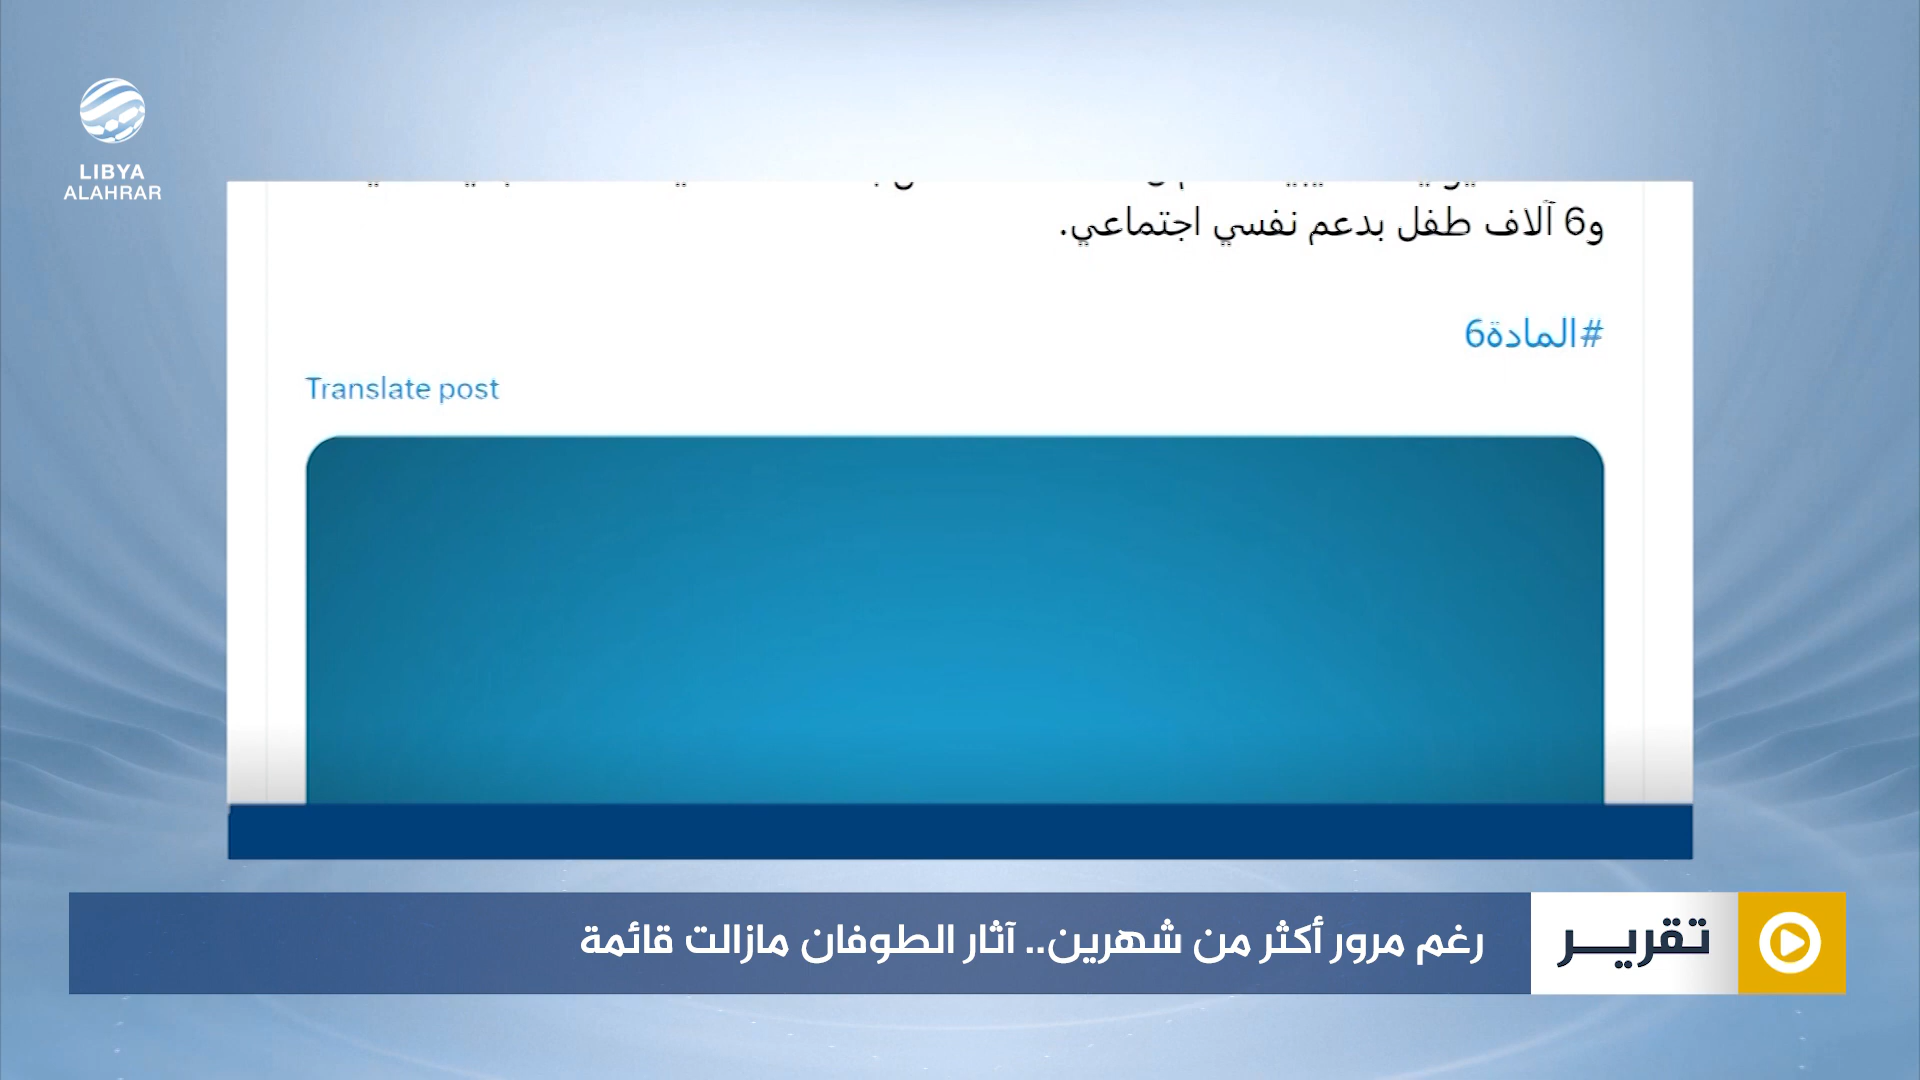 LIBYA
ALAHRAR
و6 آلاف طفل بدعم نفسي اجتماعي.
#المادة6
Translate post
تقرير
رغم مرور أكثر من شهرين.. آثار الطوفان مازالت قائمة